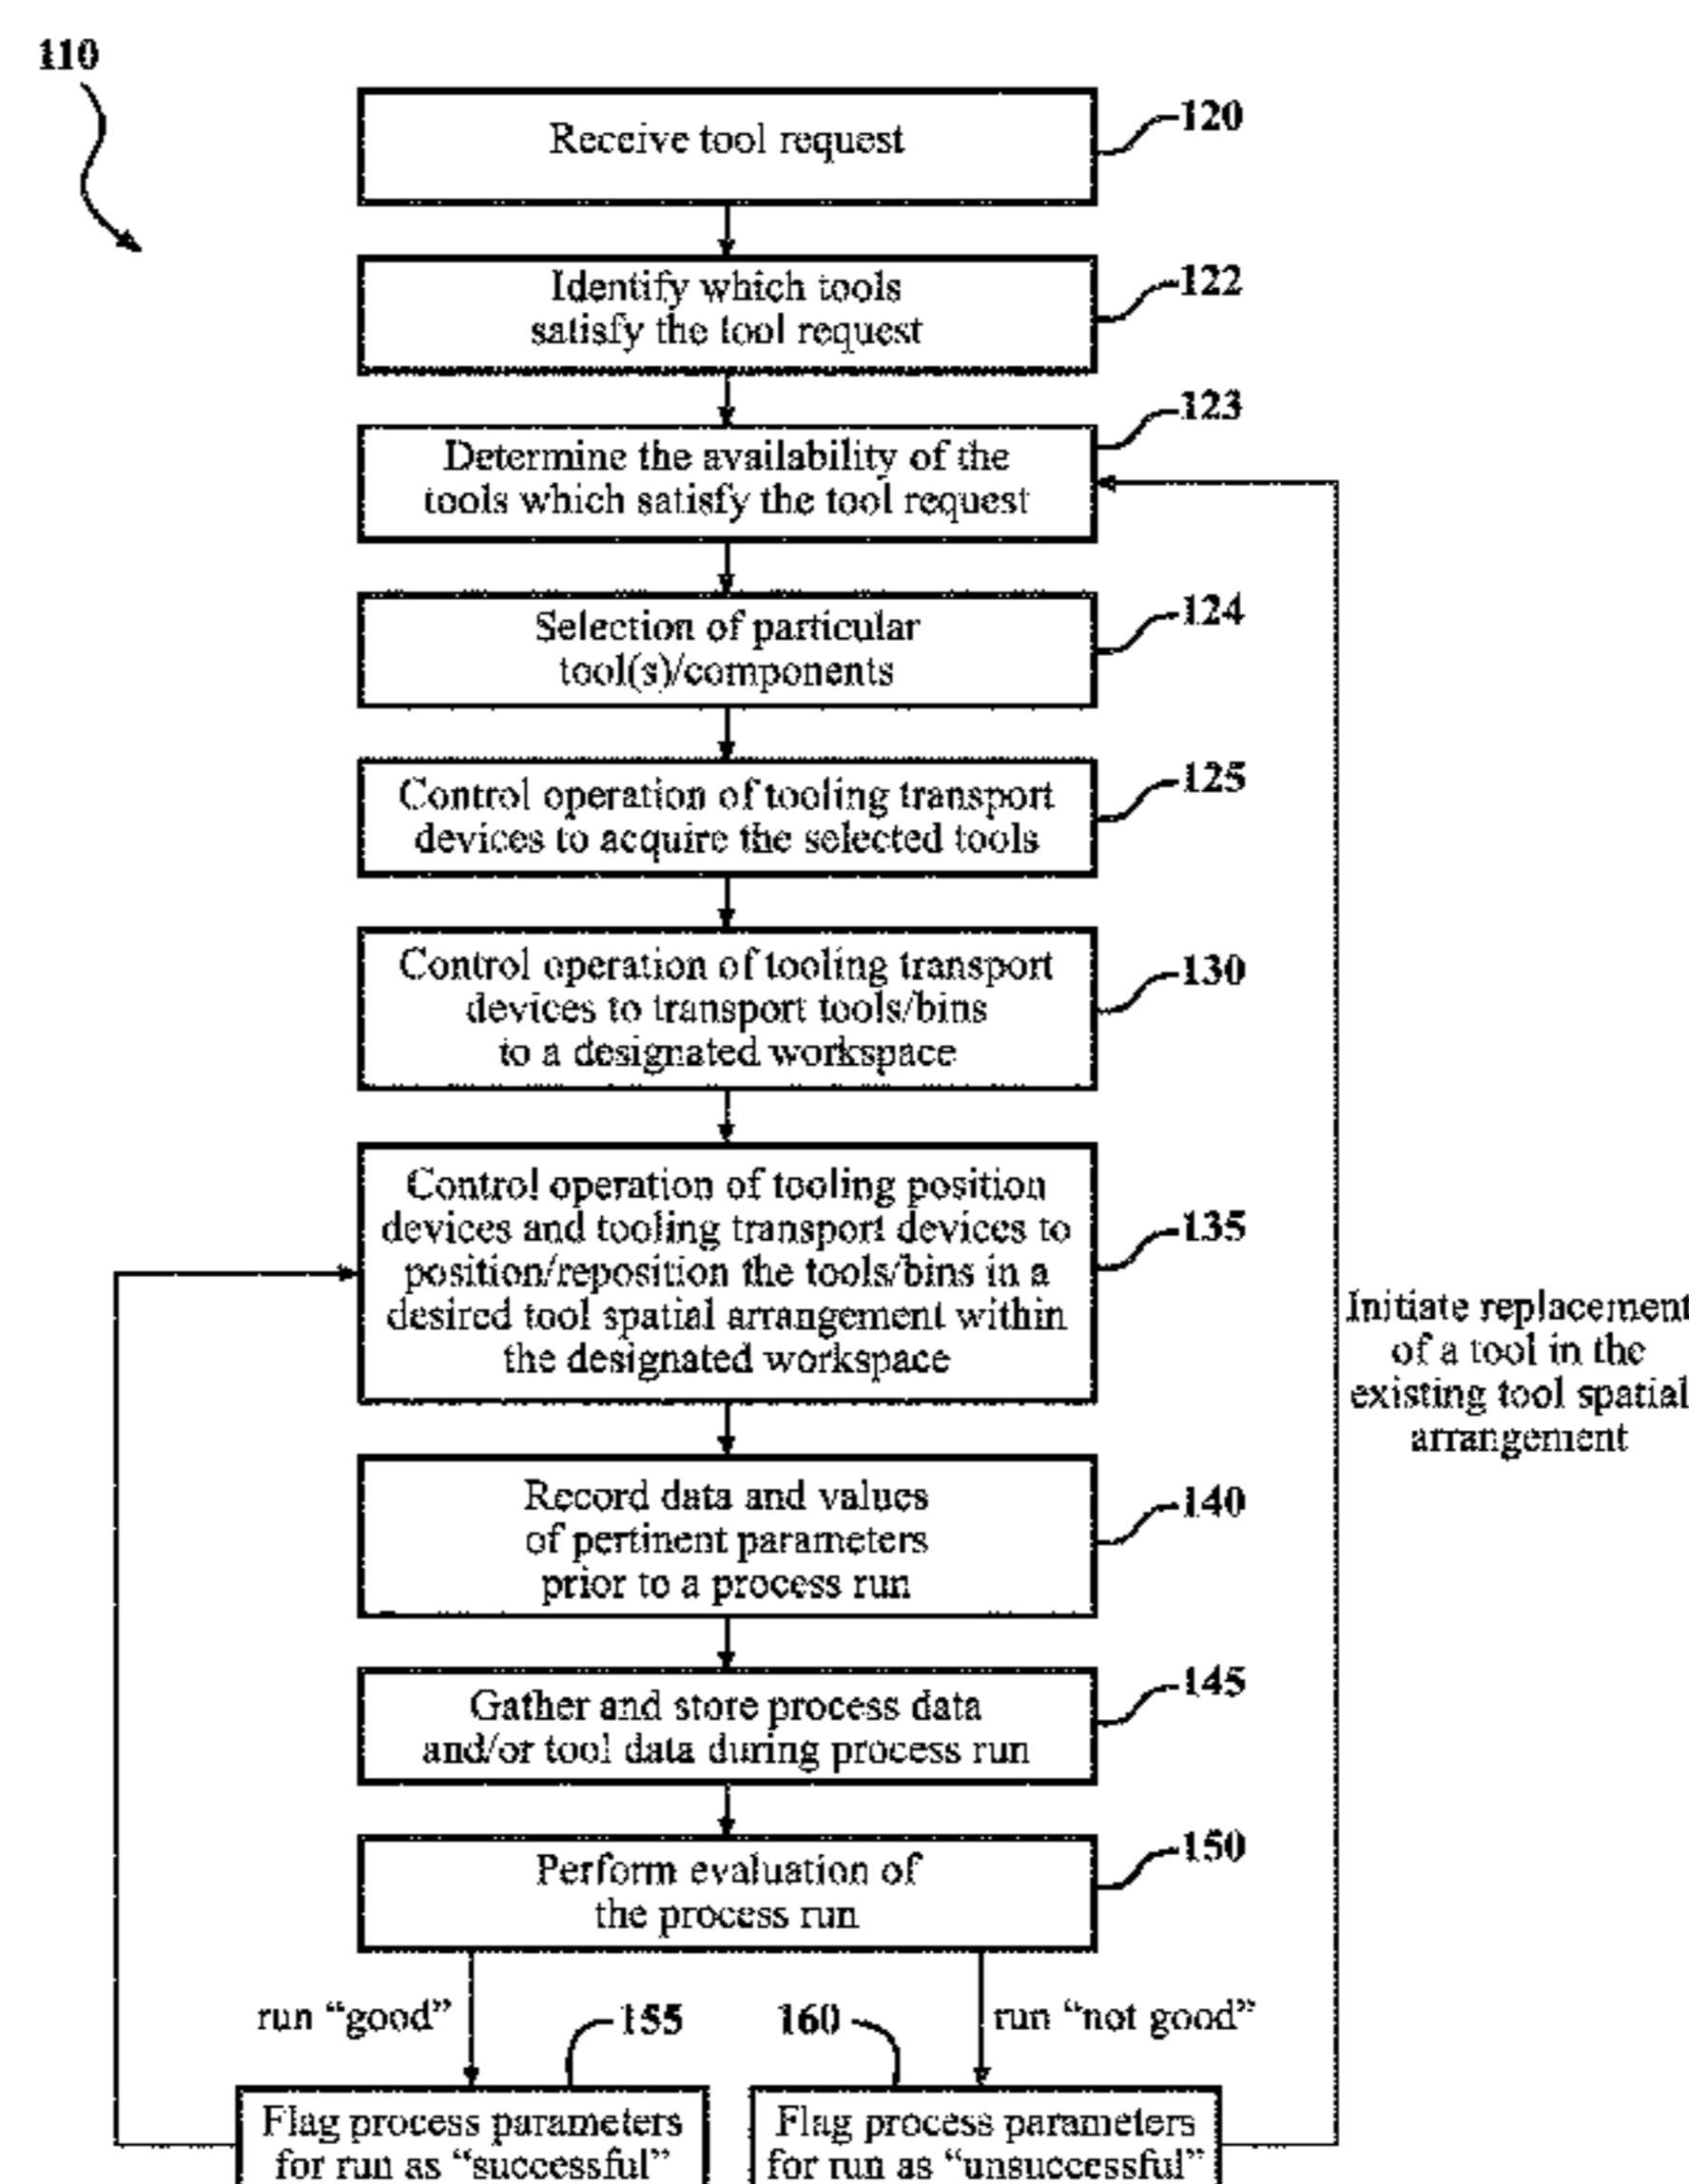 110
Receive tool request
120
Identify which tools
satisfy the tool request
122
123
Determine the availability of the
tools which satisfy the tool request
Selection of particular
tool(s)/components
124
Control operation of tooling transport
devices to acquire the selected tools
125
Control operation of tooling transport
devices to transport tools/bins
to a designated workspace
130
Control operation of tooling position
devices and tooling transport devices to
position/reposition the tools/bins in a
desired tool spatial arrangement within
the designated workspace
135
Initiate replacement
of a tool in the
existing tool spatial
arrangement
Record data and values
of pertinent parameters
prior to a process run
140
Gather and store process data
and/or tool data during process run
145
Perform evaluation of
the process run
150
run “good”
155
160
run “not good”
Flag process parameters
for run as “successful”
Flag process parameters
for run as “unsuccessful”